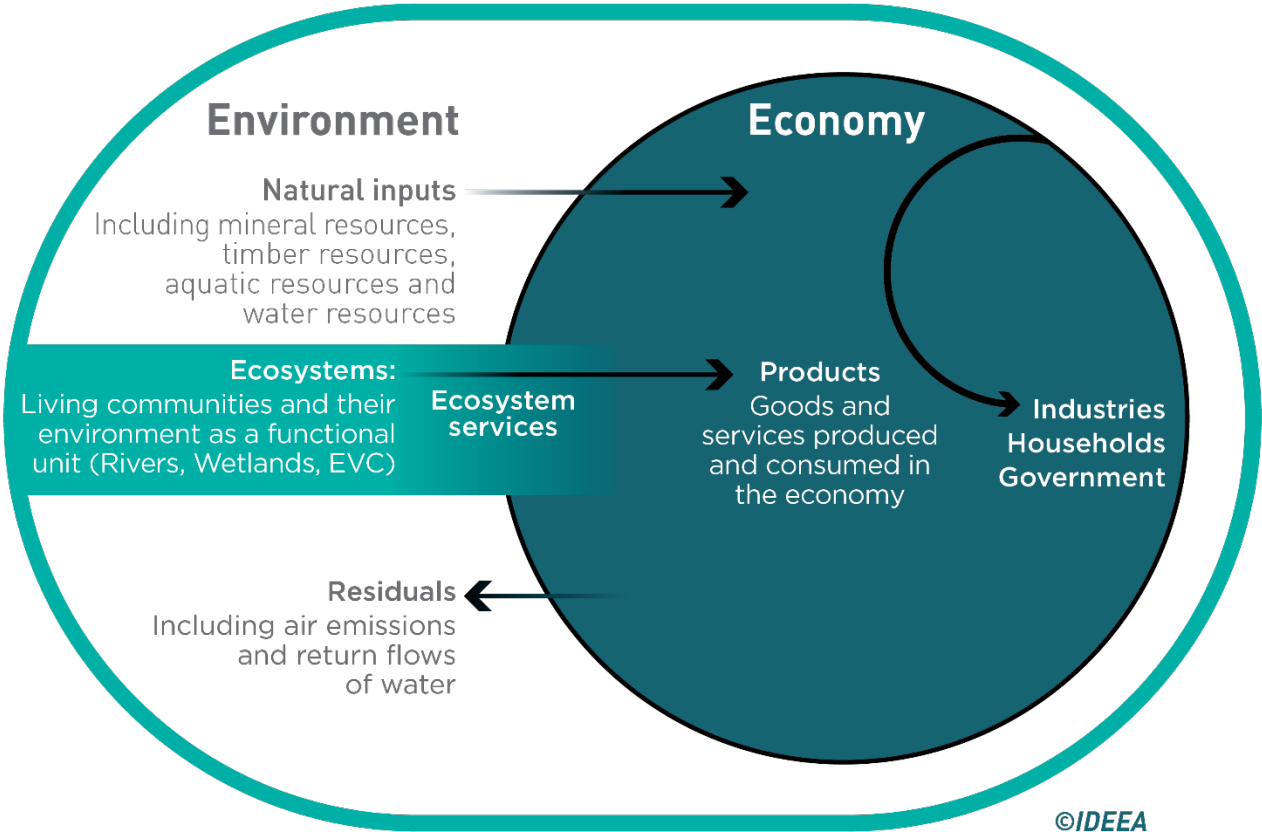 Environment
Economy
Natural inputs
Including mineral resources,
timber resources,
aquatic resources and
water resources
Ecosystems:
Living communities and their
environment as a functional
unit (Rivers, Wetlands, EVC)
Ecosystem
services
Products
Goods and
services produced
and consumed in
the economy
Industries
Households
Government
Residuals
Including air emissions
and return flows
of water
©IDEEA